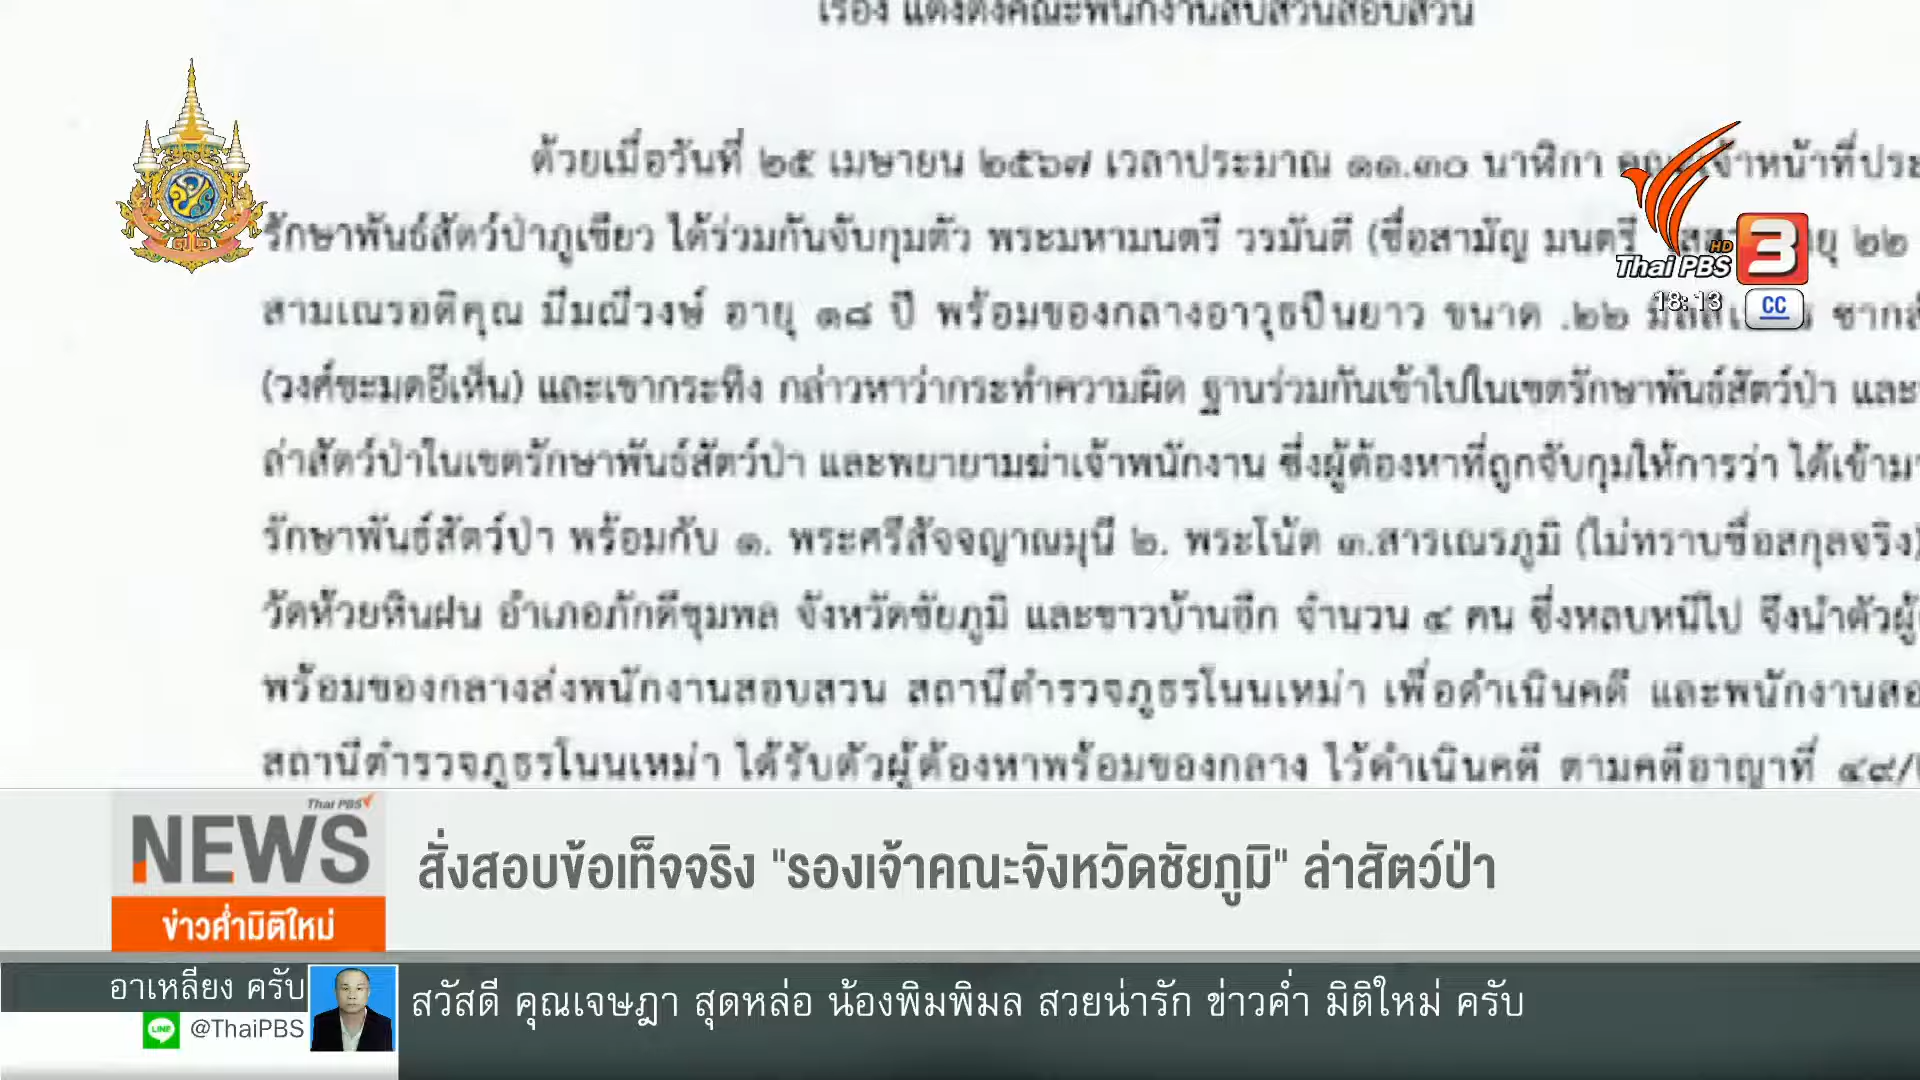 เรื่อง แต่งตั้งคณะพนักงานสืบสวนสอบสวน
ด้วยเมื่อวันที่ ๒๕ เมษายน ๒๕๖๗ เวลาประมาณ ๑๑.๓๐ นาฬิกา
รักษาพันธ์สัตว์ป่าภูเขียว ได้ร่วมกันจับกุมตัว พระมหามนตรี วรมันตี (ชื่อสามัญ มนตรี ๒๒
สามเณรอติคุณ มีมณีวงษ์ อายุ ๑๘ ปี พร้อมของกลางอาวุธปืนยาว ขนาด .๒๒
(วงศ์ชะมดอีเห็น) และเขากระทิง กล่าวหาว่ากระทำความผิด ฐานร่วมกันเข้าไปในเขตรักษาพันธ์สัตว์ป่า และ
ล่าสัตว์ป่าในเขตรักษาพันธ์สัตว์ป่า และพยายามฆ่าเจ้าพนักงาน ซึ่งผู้ต้องหาที่ถูกจับกุมให้การว่า ได้เข้ามา
รักษาพันธ์สัตว์ป่า พร้อมกับ ๑. พระศรีสัจจญาณมุนี ๒. พระโน้ต ๓.สารเณรภูมิ (ไม่ทราบชื่อสกุลจริง)
วัดห้วยหินฝน อำเภอภักดีชุมพล จังหวัดชัยภูมิ และชาวบ้านอีก จำนวน ๔ คน ซึ่งหลบหนีไป จึงนำตัว
พร้อมของกลางส่งพนักงานสอบสวน สถานีตำรวจภูธรโนนเหม่า เพื่อดำเนินคดี และพนักงาน
สถานีตำรวจภูธรโนนเหม่า ได้รับตัวผู้ต้องหาพร้อมของกลาง ไว้ดำเนินคดี ตามคดีอาญาที่ ๔๙/
๗๒
HD
3
Thai PBS
18:13
CC
Thai PBS
NEWS
ข่าวค่ำมิติใหม่
สั่งสอบข้อเท็จจริง "รองเจ้าคณะจังหวัดชัยภูมิ" ล่าสัตว์ป่า
อาเหลียง ครับ
LINE @ThaiPBS
สวัสดี คุณเจษฎา สุดหล่อ น้องพิมพิมล สวยน่ารัก ข่าวค่ำ มิติใหม่ ครับ